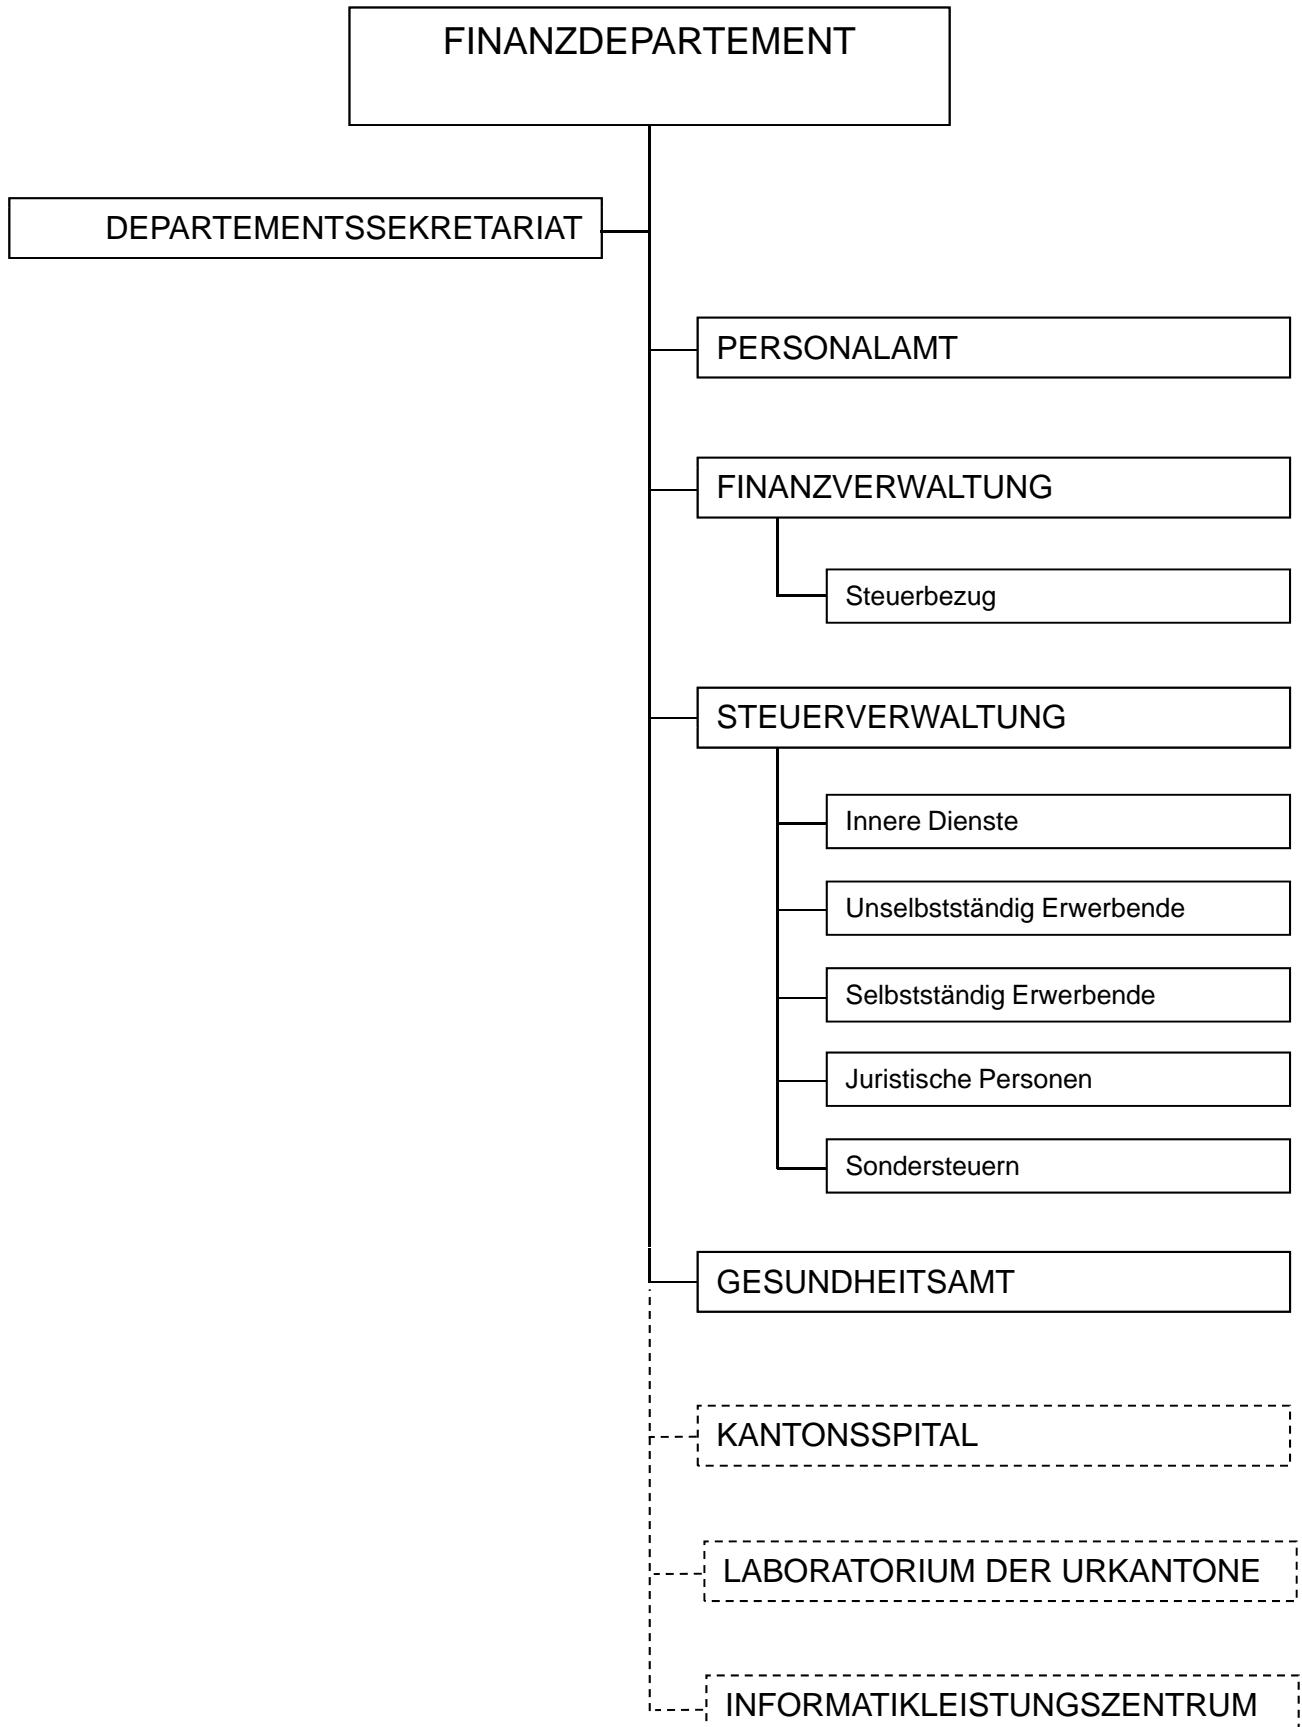 FINANZDEPARTEMENT
DEPARTEMENTSSEKRETARIAT
PERSONALAMT
FINANZVERWALTUNG
Steuerbezug
STEUERVERWALTUNG
Innere Dienste
Unselbstständig Erwerbende
Selbstständig Erwerbende
Juristische Personen
Sondersteuern
GESUNDHEITSAMT
KANTONSSPITAL
LABORATORIUM DER URKANTONE
INFORMATIKLEISTUNGSZENTRUM